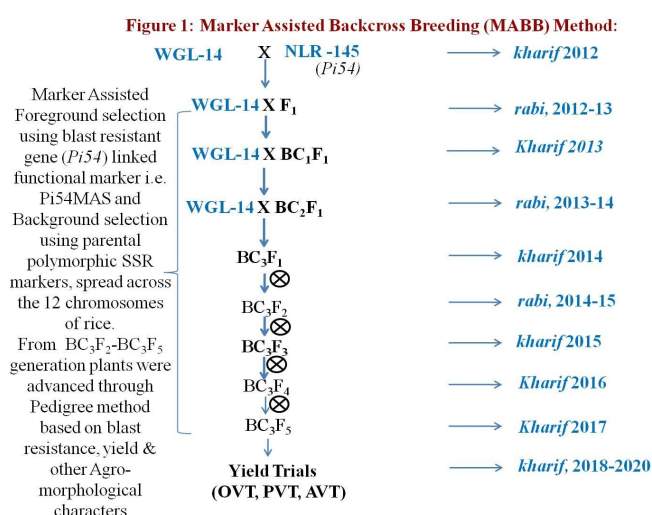 Figure 1: Marker Assisted Backcross Breeding (MABB) Method:
WGL-14 X NLR -145 kharif 2012
(Pi54)
Marker Assisted
Foreground selection
using blast resistant
gene (Pi54) linked
functional marker i.e.
Pi54MAS and
Background selection
using parental
polymorphic SSR
markers, spread across
the 12 chromosomes
of rice.
From BC₃F₂-BC₃F₅
generation plants were
advanced through
Pedigree method
based on blast
resistance, yield &
other Agro-
morphological
characters
WGL-14 X F₁ rabi, 2012-13
WGL-14 X BC₁F₁ Kharif 2013
WGL-14 X BC₂F₁ rabi, 2013-14
BC₃F₁ kharif 2014
BC₃F₂ rabi, 2014-15
BC₃F₃ kharif 2015
BC₃F₄ Kharif 2016
BC₃F₅ Kharif 2017
Yield Trials kharif, 2018-2020
(OVT, PVT, AVT)